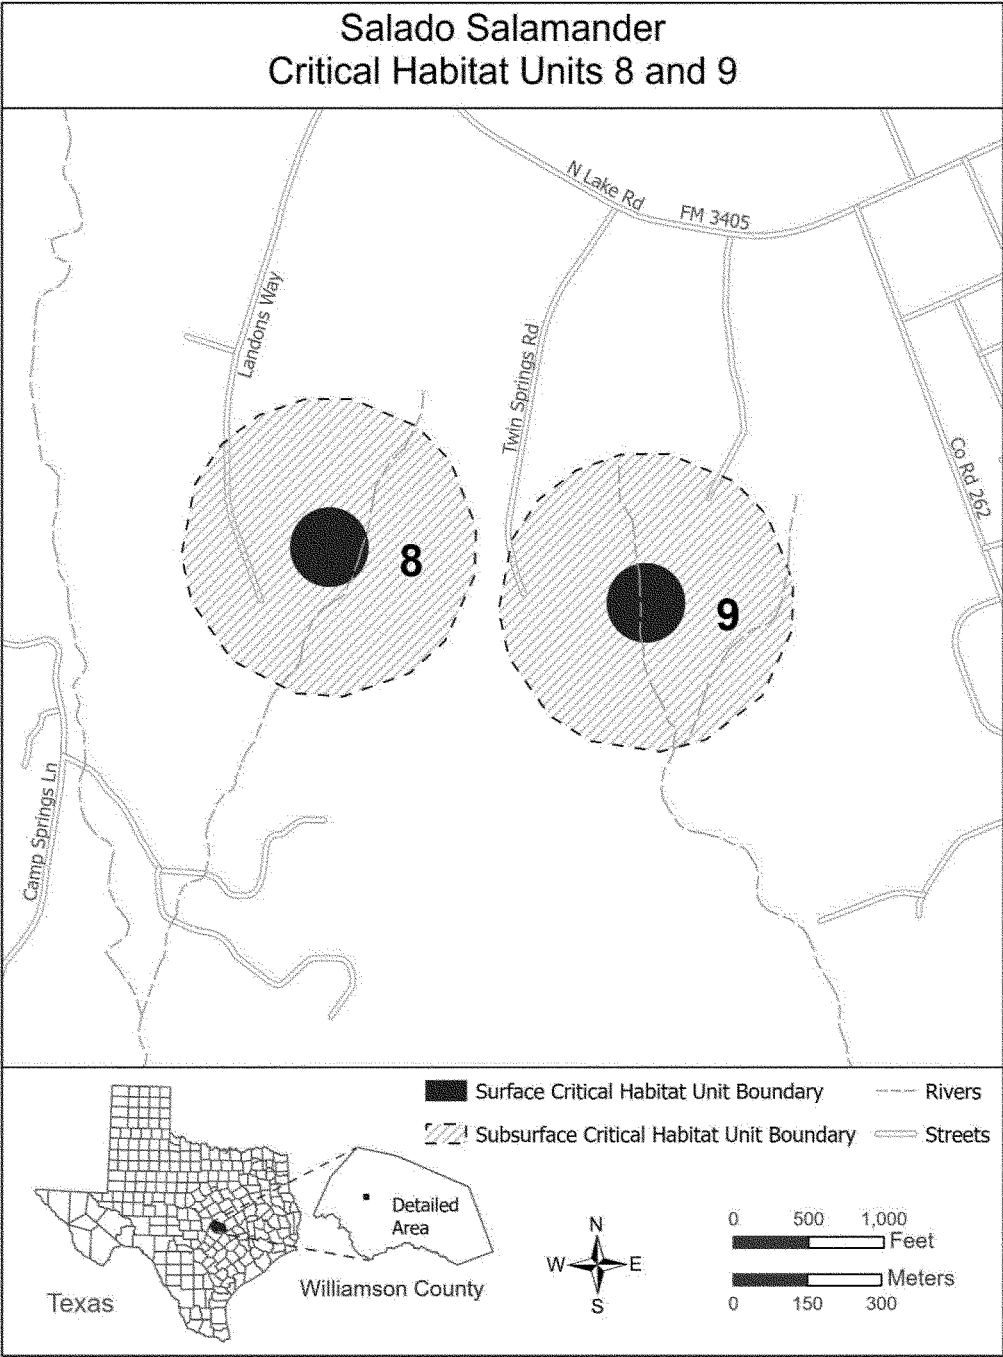 Salado Salamander
Critical Habitat Units 8 and 9
N Lake Rd
FM 3405
Landons Way
Twin Springs Rd
Co Rd 262
8
9
Camp Springs Ln
Surface Critical Habitat Unit Boundary
Rivers
Subsurface Critical Habitat Unit Boundary
Streets
Detailed
Area
Texas
Williamson County
N
W
E
S
0 500 1,000
Feet
Meters
0 150 300